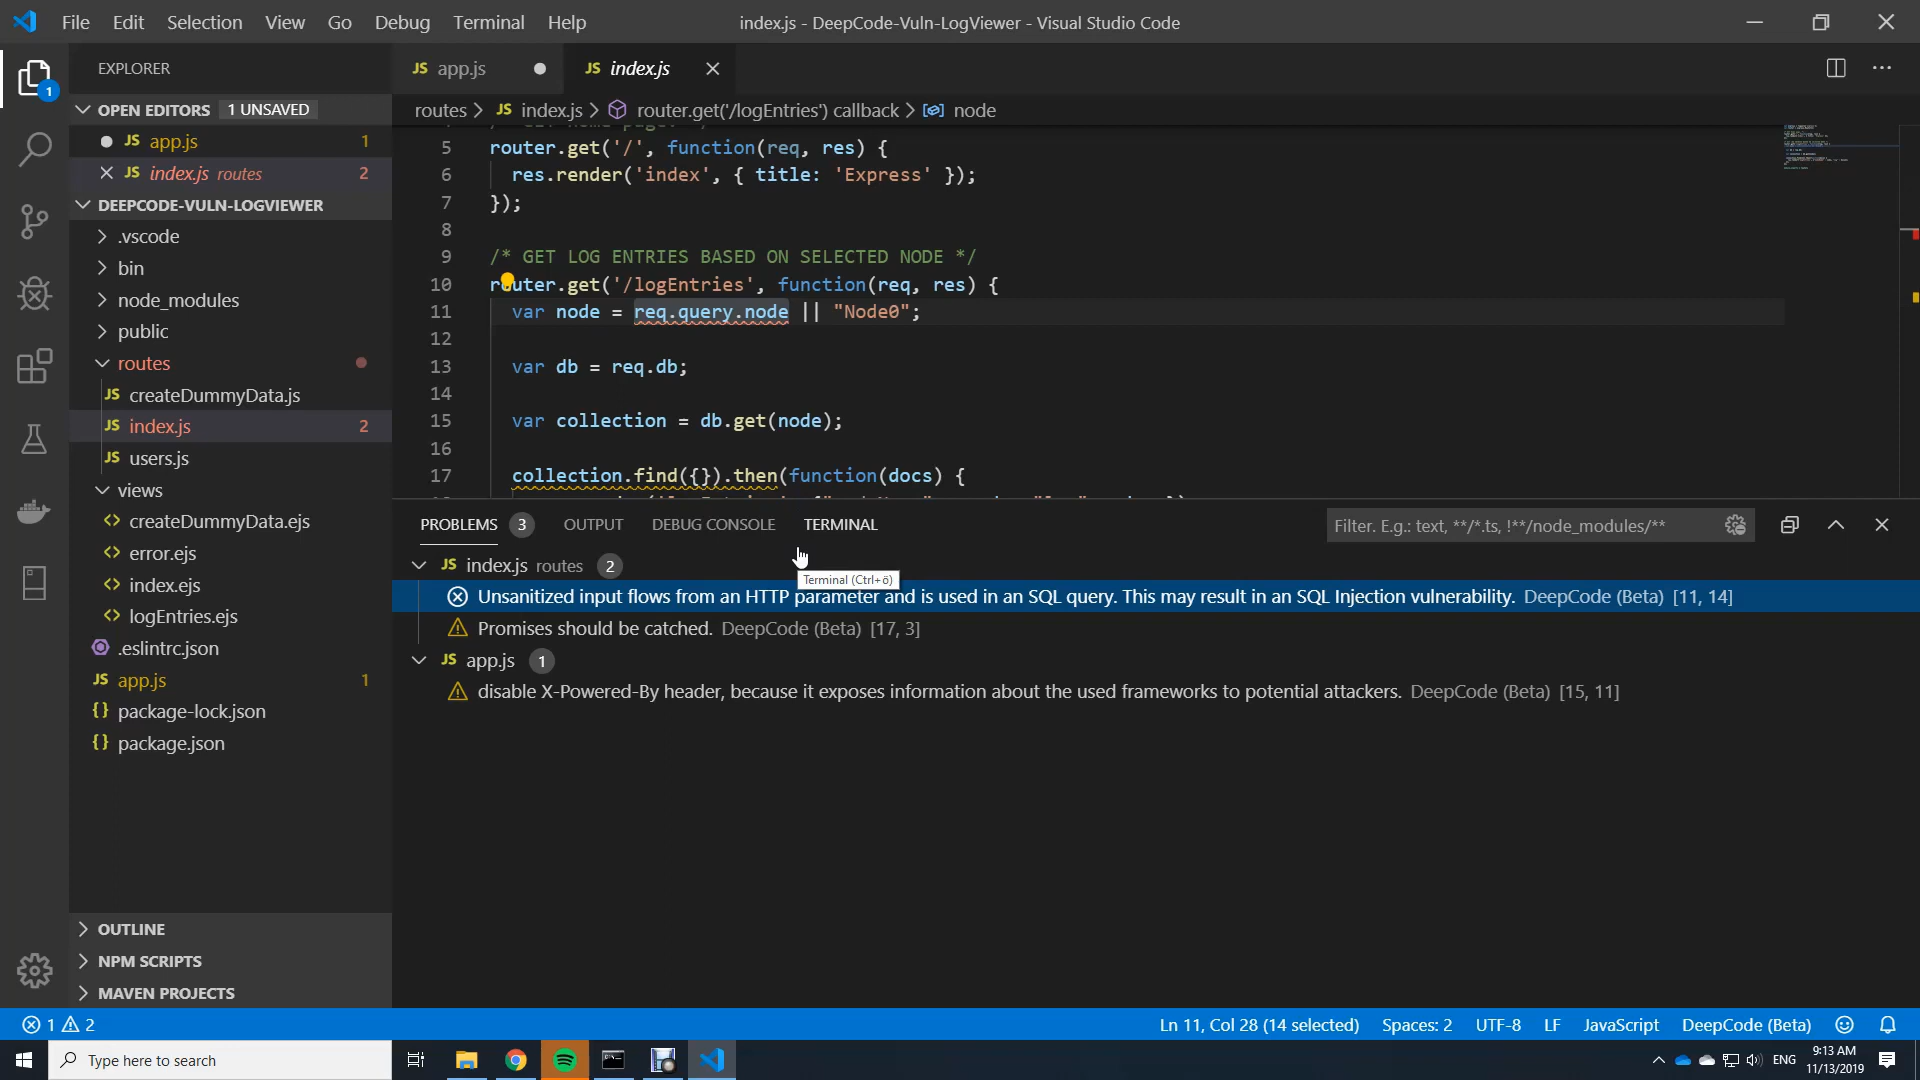 File Edit Selection View Go Debug Terminal Help
index.js - DeepCode-Vuln-LogViewer - Visual Studio Code
EXPLORER
JS app.js
JS index.js
OPEN EDITORS 1 UNSAVED
routes > JS index.js > router.get('/logEntries') callback > node
JS app.js 1
JS index.js routes 2
DEEPCODE-VULN-LOGVIEWER
.vscode
bin
node_modules
public
routes
JS createDummyData.js
JS index.js 2
JS users.js
views
<> createDummyData.ejs
<> error.ejs
<> index.ejs
<> logEntries.ejs
.eslintrc.json
JS app.js 1
{} package-lock.json
{} package.json
OUTLINE
NPM SCRIPTS
MAVEN PROJECTS
5 router.get('/', function(req, res) {
6 res.render('index', { title: 'Express' });
7 });
8
9 /* GET LOG ENTRIES BASED ON SELECTED NODE */
10 router.get('/logEntries', function(req, res) {
11 var node = req.query.node || "Node0";
12
13 var db = req.db;
14
15 var collection = db.get(node);
16
17 collection.find({}).then(function(docs) {
PROBLEMS 3 OUTPUT DEBUG CONSOLE TERMINAL
Filter. E.g.: text, **/*.ts, !**/node_modules/**
JS index.js routes 2
Terminal (Ctrl+ö)
Unsanitized input flows from an HTTP parameter and is used in an SQL query. This may result in an SQL Injection vulnerability. DeepCode (Beta) [11, 14]
Promises should be catched. DeepCode (Beta) [17, 3]
JS app.js 1
disable X-Powered-By header, because it exposes information about the used frameworks to potential attackers. DeepCode (Beta) [15, 11]
1 2
Ln 11, Col 28 (14 selected) Spaces: 2 UTF-8 LF JavaScript DeepCode (Beta)
Type here to search
ENG
9:13 AM
11/13/2019